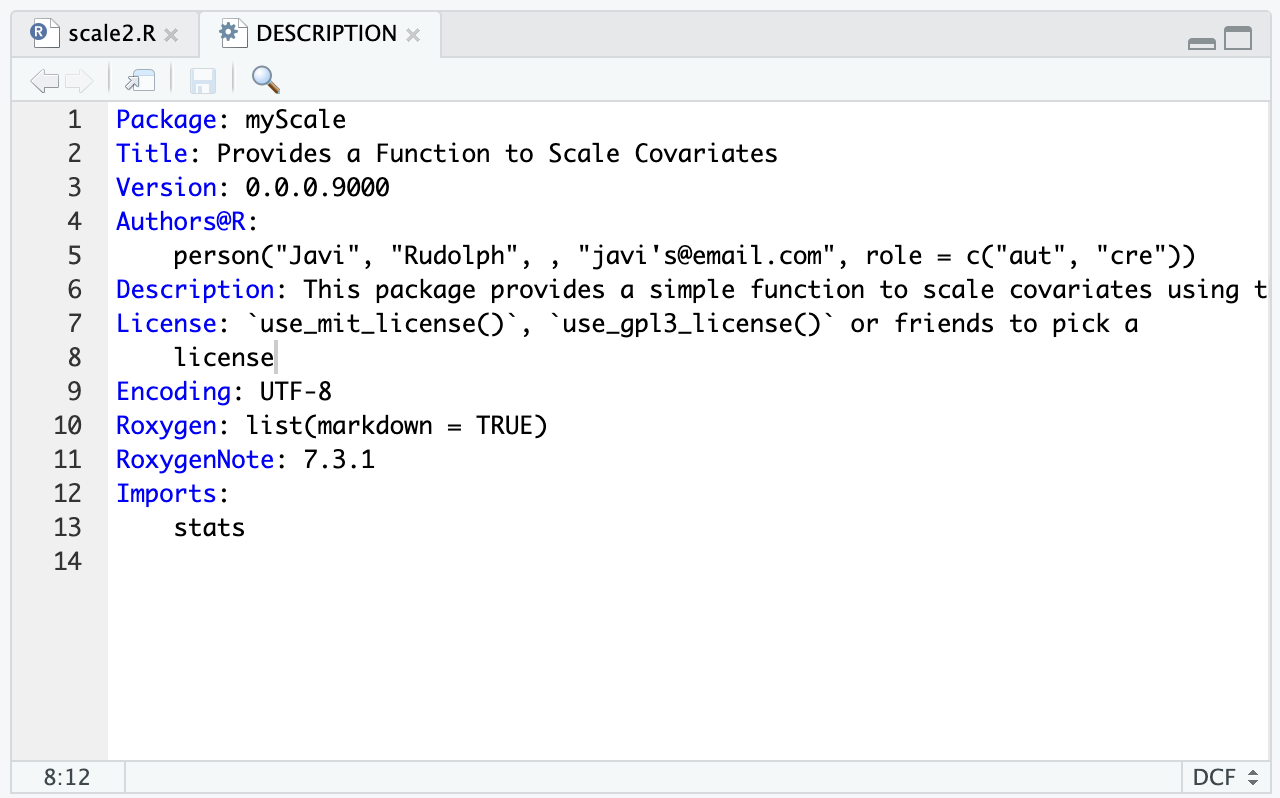 scale2.R
DESCRIPTION
1 Package: myScale
2 Title: Provides a Function to Scale Covariates
3 Version: 0.0.0.9000
4 Authors@R:
5     person("Javi", "Rudolph", , "javi's@email.com", role = c("aut", "cre"))
6 Description: This package provides a simple function to scale covariates using t
7 License: `use_mit_license()`, `use_gpl3_license()` or friends to pick a
8     license
9 Encoding: UTF-8
10 Roxygen: list(markdown = TRUE)
11 RoxygenNote: 7.3.1
12 Imports:
13     stats
14
8:12
DCF